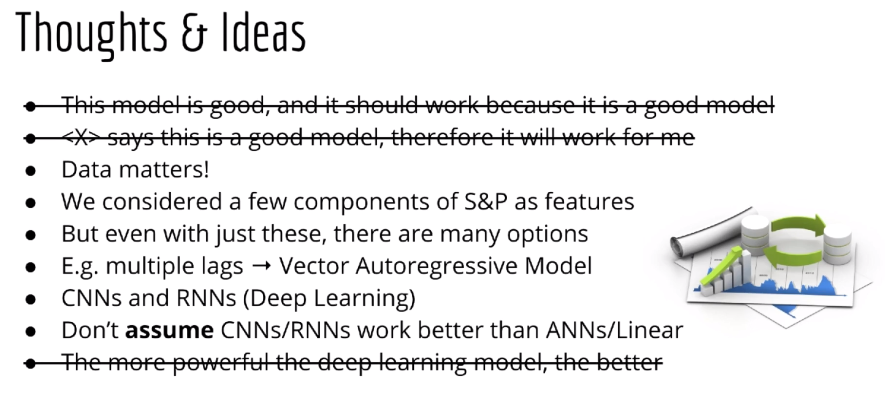 Thoughts & Ideas
● This model is good, and it should work because it is a good model
● <X> says this is a good model, therefore it will work for me
● Data matters!
● We considered a few components of S&P as features
● But even with just these, there are many options
● E.g. multiple lags → Vector Autoregressive Model
● CNNs and RNNs (Deep Learning)
● Don’t assume CNNs/RNNs work better than ANNs/Linear
● The more powerful the deep learning model, the better